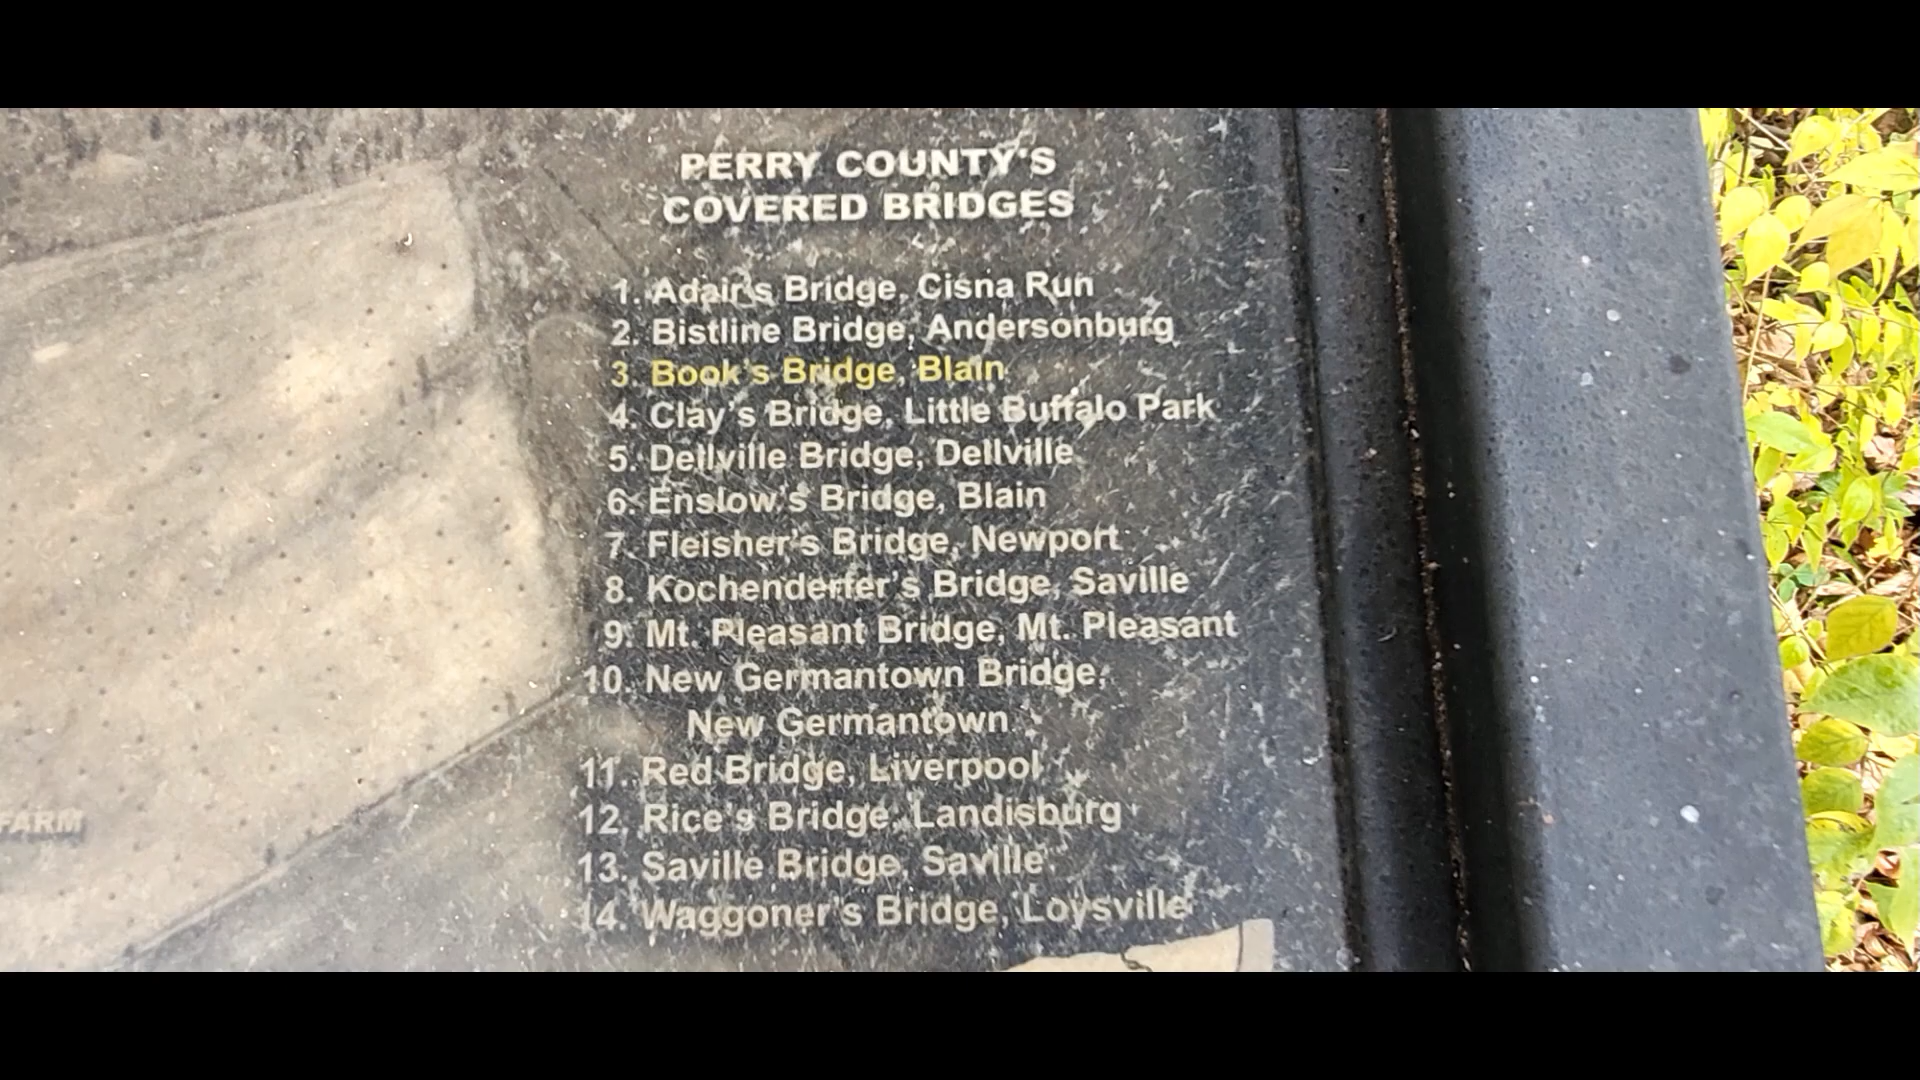 PERRY COUNTY'S
COVERED BRIDGES
1. Adair's Bridge, Cisna Run
2. Bistline Bridge, Andersonburg
3. Book's Bridge, Blain
4. Clay's Bridge, Little Buffalo Park
5. Dellville Bridge, Dellville
6. Enslow's Bridge, Blain
7. Fleisher's Bridge, Newport
8. Kochenderfer's Bridge, Saville
9. Mt. Pleasant Bridge, Mt. Pleasant
10. New Germantown Bridge,
New Germantown
11. Red Bridge, Liverpool
12. Rice's Bridge, Landisburg
13. Saville Bridge, Saville
14. Waggoner's Bridge, Loysville
FARM